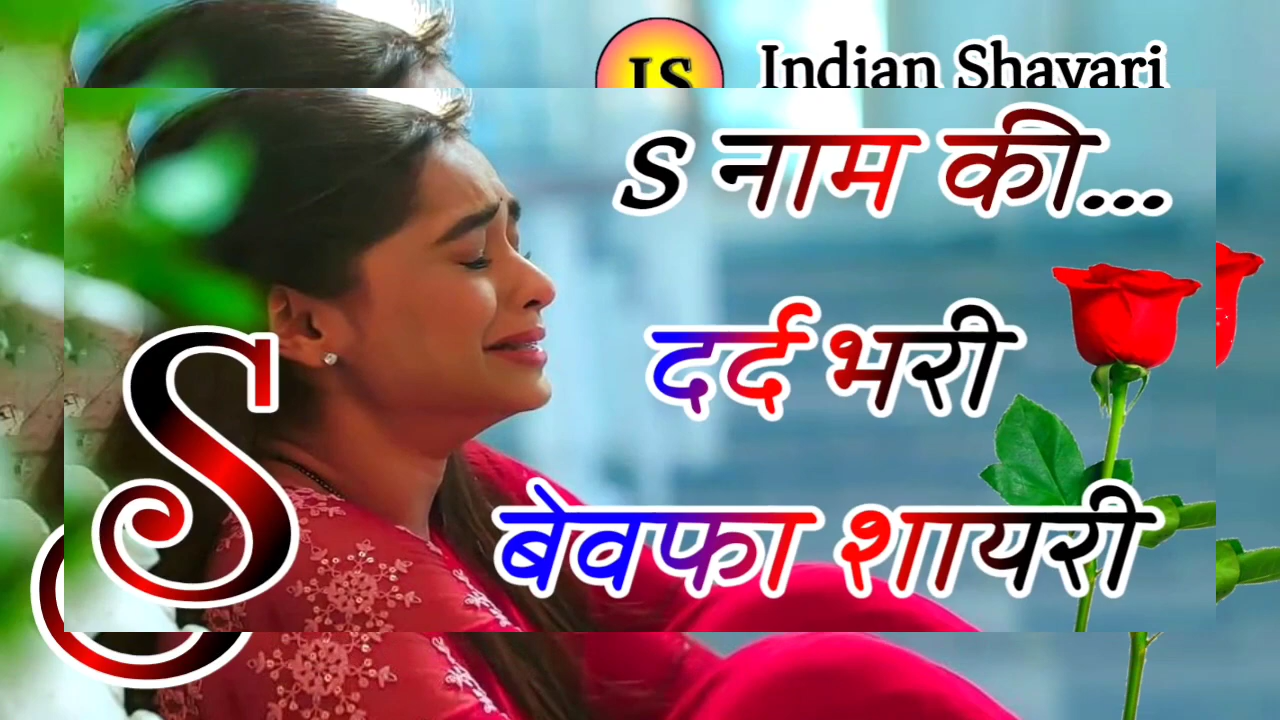 IS Indian Shayari
S नाम की...
दर्द भरी
S
बेवफा शायरी
S